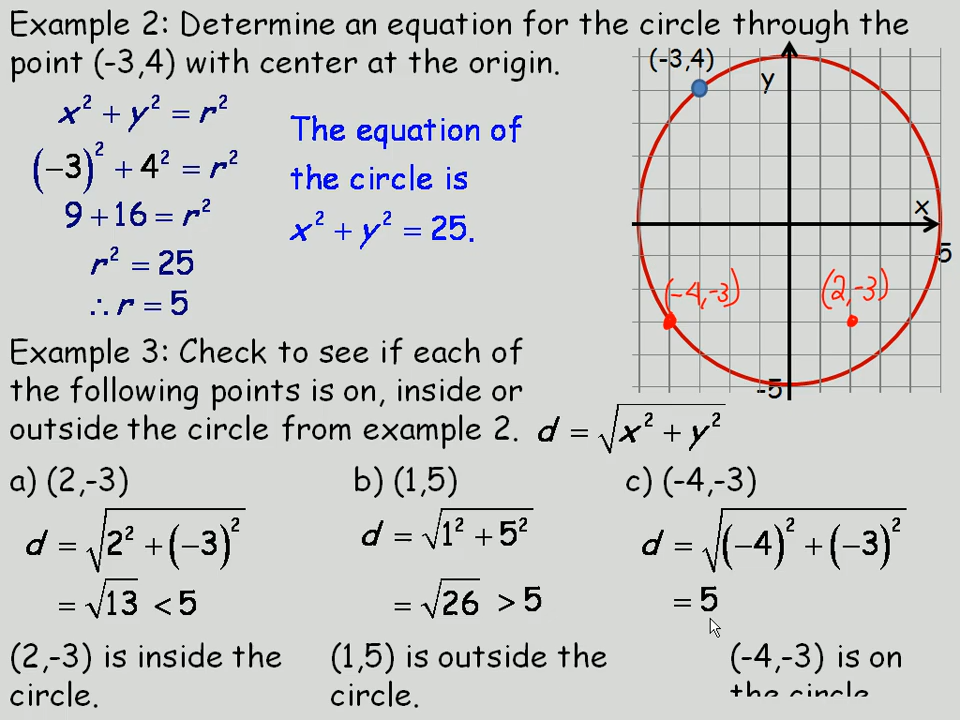 Example 2: Determine an equation for the circle through the
point (-3,4) with center at the origin.
x² + y² = r²
(−3)² + 4² = r²
9 + 16 = r²
r² = 25
∴ r = 5
The equation of
the circle is
x² + y² = 25.
(-3,4)
y
x
5
(-4,-3)
(2,-3)
-5
Example 3: Check to see if each of
the following points is on, inside or
outside the circle from example 2.
d = √(x² + y²)
a) (2,-3)
d = √(2² + (−3)²)
= √13 < 5
(2,-3) is inside the
circle.
b) (1,5)
d = √(1² + 5²)
= √26 > 5
(1,5) is outside the
circle.
c) (-4,-3)
d = √((−4)² + (−3)²)
= 5
(-4,-3) is on
the circle